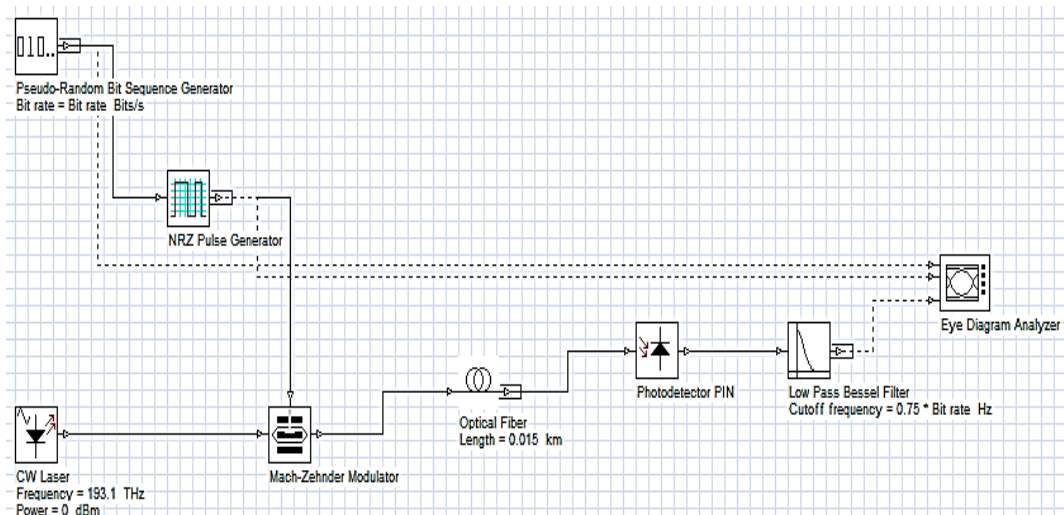 010..
Pseudo-Random Bit Sequence Generator
Bit rate = Bit rate Bits/s
NRZ Pulse Generator
Eye Diagram Analyzer
Photodetector PIN
Low Pass Bessel Filter
Cutoff frequency = 0.75 * Bit rate Hz
Optical Fiber
Length = 0.015 km
CW Laser
Frequency = 193.1 THz
Power = 0 dBm
Mach-Zehnder Modulator